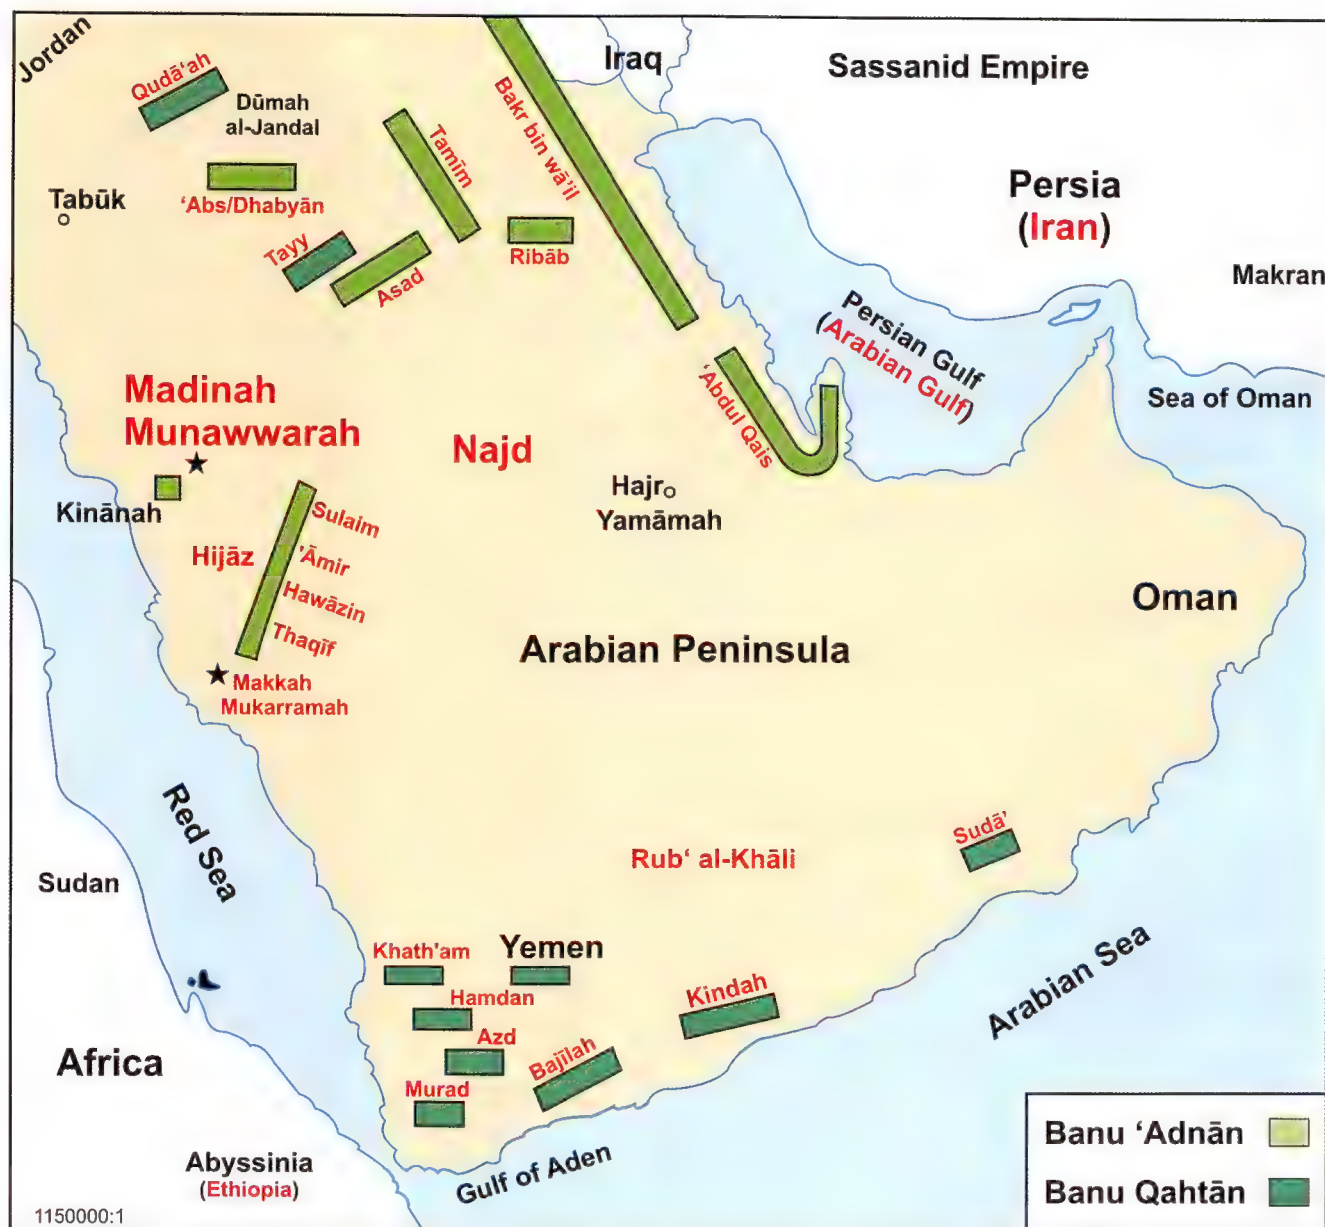 Jordan
Qudā'ah
Dūmah
al-Jandal
Tabūk
‘Abs/Dhabyān
Tayy
Asad
Tamīm
Ribāb
Bakr bin wā'il
Iraq
Sassanid Empire
Persia
(Iran)
Makran
Persian Gulf
(Arabian Gulf)
Sea of Oman
‘Abdul Qais
Madinah
Munawwarah
Najd
Kinānah
Hajr
Yamāmah
Sulaim
Hijāz
'Āmir
Hawāzin
Thaqīf
Makkah
Mukarramah
Arabian Peninsula
Oman
Red Sea
Rub‘ al-Khāli
Sudā'
Sudan
Khath'am
Yemen
Hamdan
Azd
Murad
Bajīlah
Kindah
Arabian Sea
Africa
Abyssinia
(Ethiopia)
Gulf of Aden
Banu ‘Adnān
Banu Qahtān
1150000:1